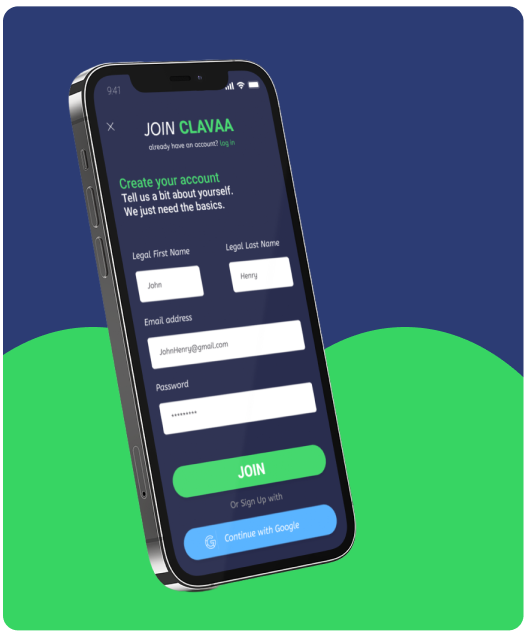 9:41
JOIN CLAVAA
already have an account? log in
Create your account
Tell us a bit about yourself.
We just need the basics.
Legal First Name Legal Last Name
John Henry
Email address
JohnHenry@gmail.com
Password
*********
JOIN
Or Sign Up with
G Continue with Google